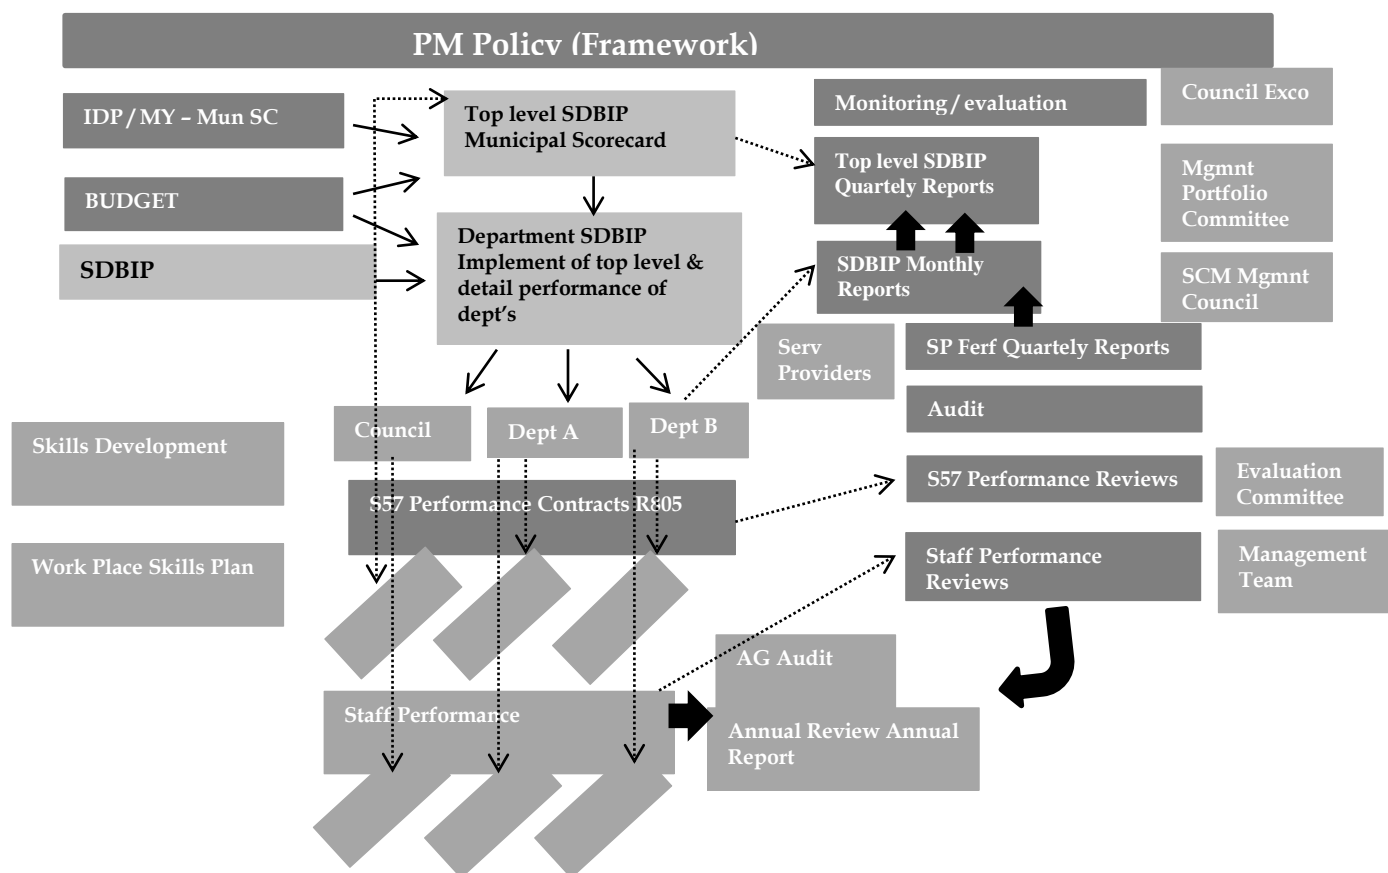 PM Policy (Framework)
IDP / MY – Mun SC
BUDGET
SDBIP
Top level SDBIP
Municipal Scorecard
Department SDBIP
Implement of top level &
detail performance of
dept's
Monitoring / evaluation
Top level SDBIP
Quartely Reports
SDBIP Monthly
Reports
Council Exco
Mgmnt
Portfolio
Committee
SCM Mgmnt
Council
Serv
Providers
SP Ferf Quartely Reports
Audit
Council
Dept A
Dept B
Skills Development
Work Place Skills Plan
S57 Performance Contracts R805
S57 Performance Reviews
Evaluation
Committee
Staff Performance
Reviews
Management
Team
Staff Performance
AG Audit
Annual Review Annual
Report